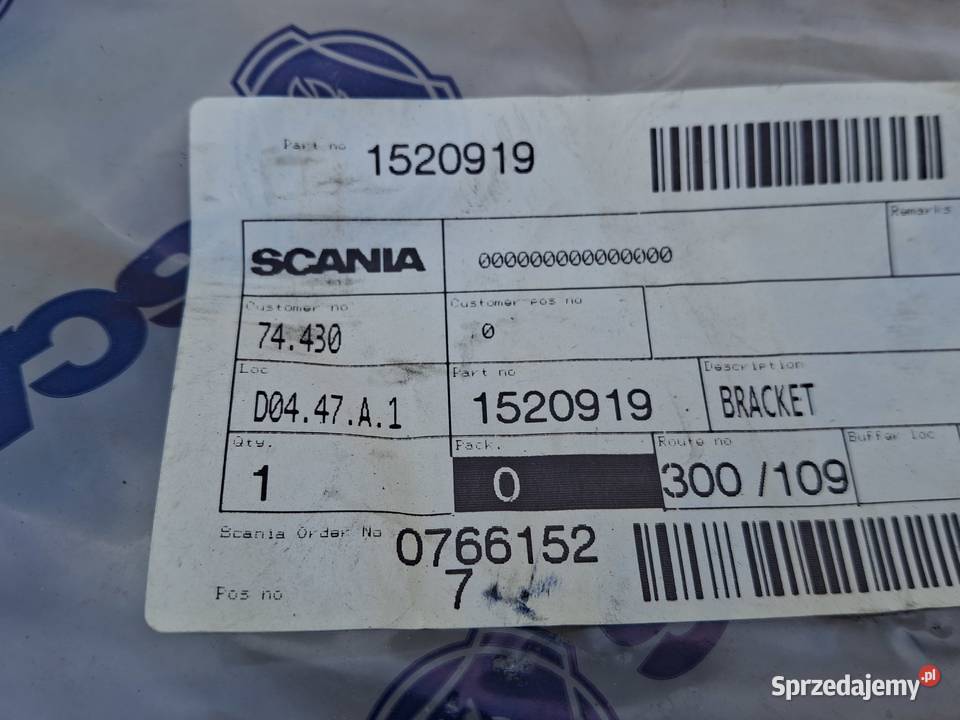 Part no 1520919
SCANIA 000000000000000 Remarks
Customer no Customer pos no
74.430 0
Loc Part no Description
D04.47.A.1 1520919 BRACKET
Qty. Pack. Route no Buffer loc
1 0 300 /109
Scania Order No 0766152
Pos no 7
Sprzedajemy.pl